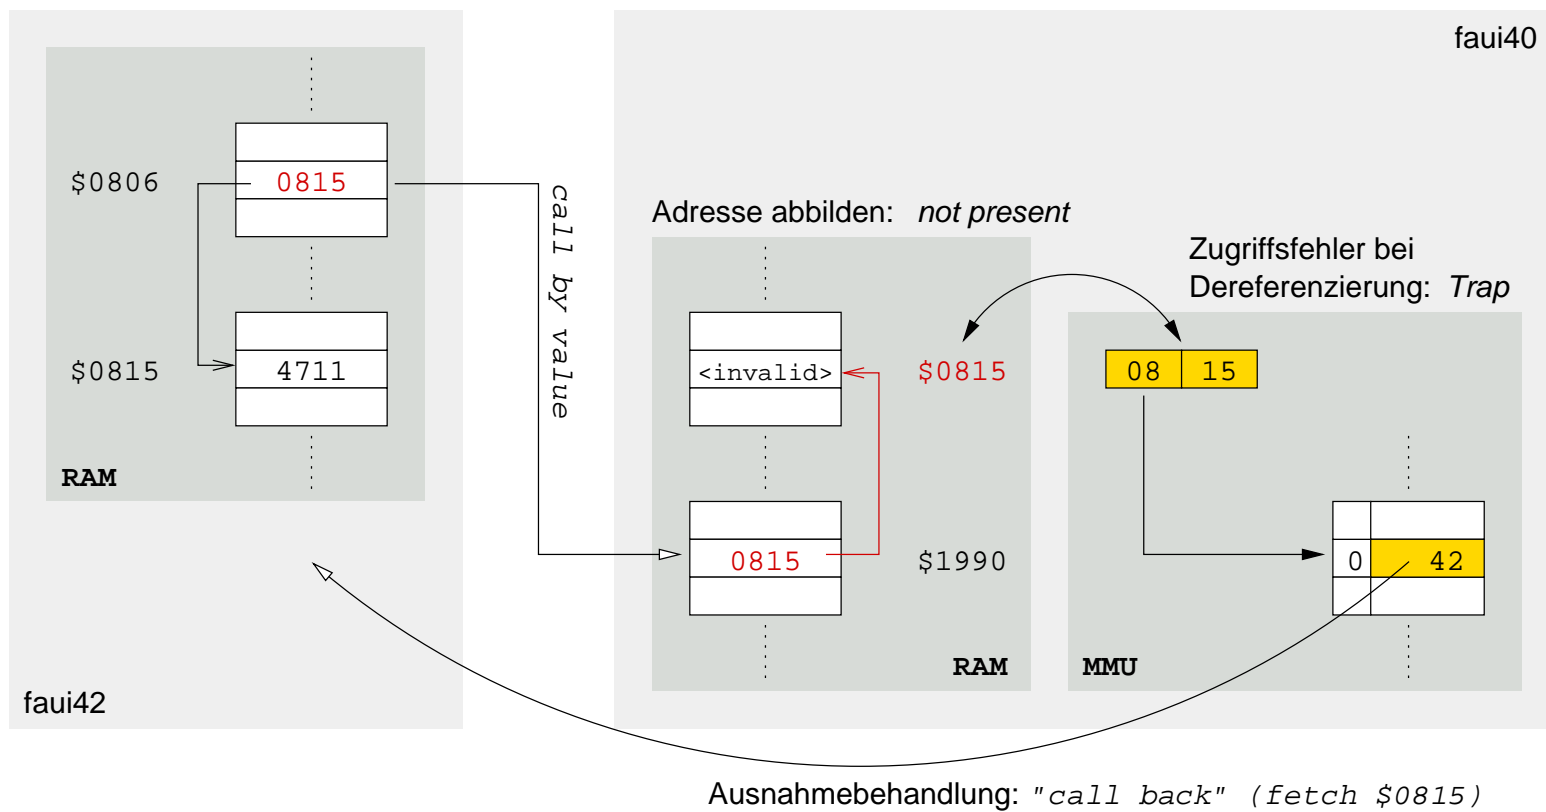 faui40
$0806
0815
call by value
Adresse abbilden: not present
Zugriffsfehler bei
Dereferenzierung: Trap
$0815
4711
<invalid>
$0815
08 15
RAM
0815
$1990
0 42
RAM
MMU
faui42
Ausnahmebehandlung: "call back" (fetch $0815)